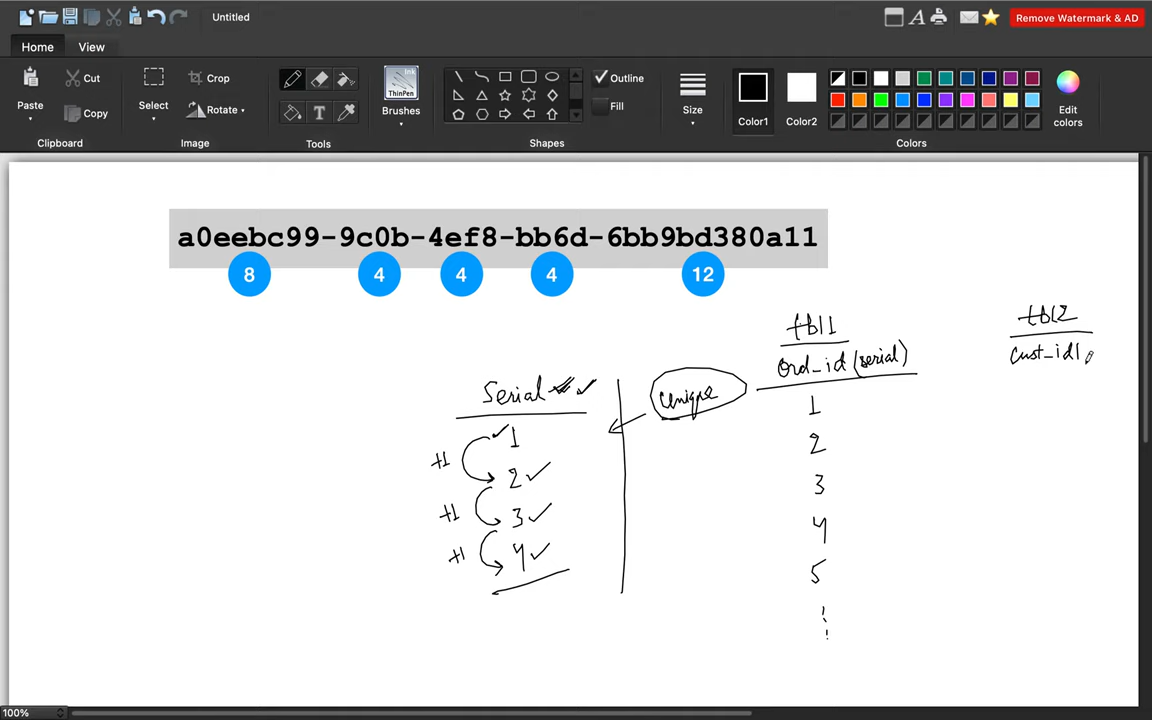 Untitled
Remove Watermark & AD
Home View
Paste Cut Copy Select Crop Rotate Brushes Outline Fill Size Color1 Color2 Edit colors
Ink
ThinPen
Clipboard Image Tools Shapes Colors
a0eebc99-9c0b-4ef8-bb6d-6bb9bd380a11
8 4 4 4 12
tbl1
Ord_id (serial)
1
2
3
4
5
tbl2
Cust_id(
Serial
unique
1
+1
2
+1
3
+1
4
100%